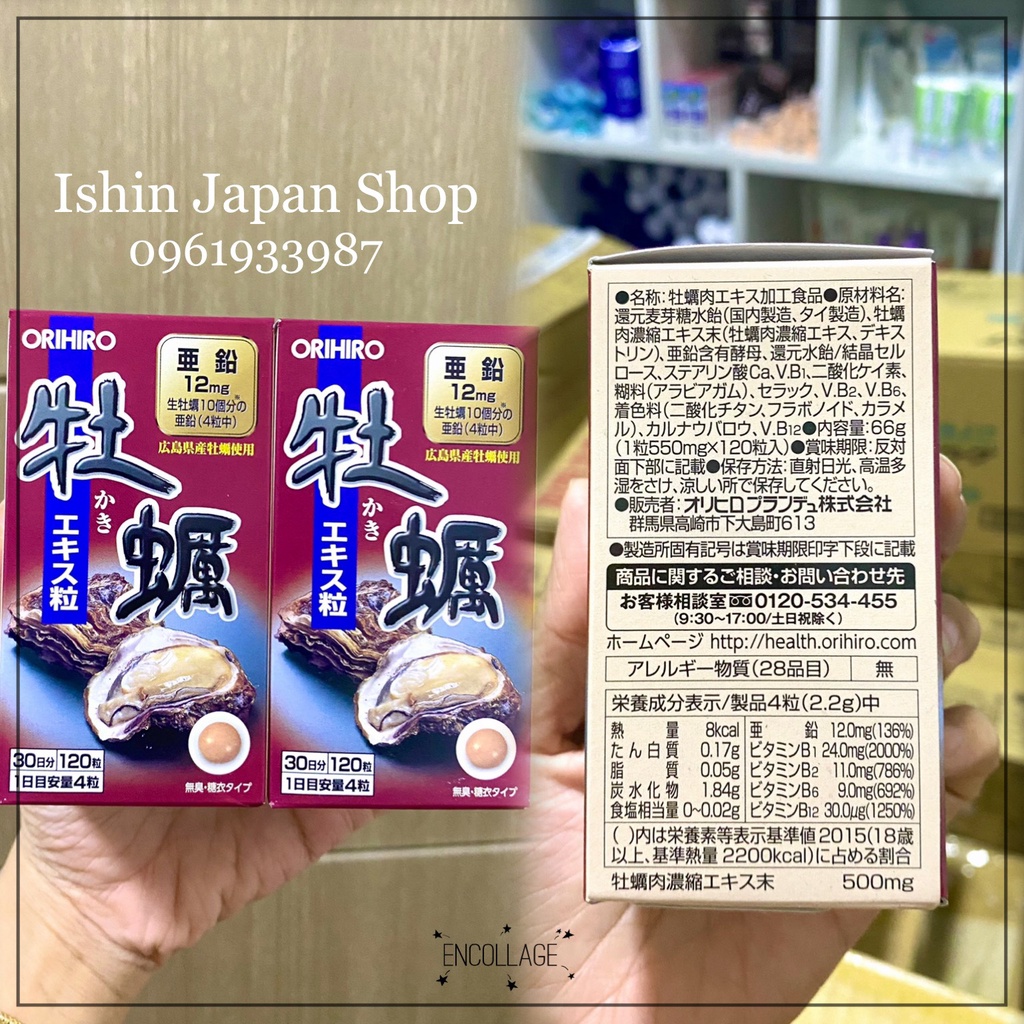 Ishin Japan Shop
0961933987
ORIHIRO
亜鉛
12mg
生牡蠣10個分の※
亜鉛(4粒中)
広島県産牡蠣使用
牡蠣
かき
エキス粒
30日分 120粒
1日目安量4粒
無臭・糖衣タイプ
ORIHIRO
亜鉛
12mg
生牡蠣10個分の※
亜鉛(4粒中)
広島県産牡蠣使用
牡蠣
かき
エキス粒
30日分 120粒
1日目安量4粒
無臭・糖衣タイプ
●名称:牡蠣肉エキス加工食品●原材料名:
還元麦芽糖水飴(国内製造、タイ製造)、牡蠣
肉濃縮エキス末(牡蠣肉濃縮エキス、デキス
トリン)、亜鉛含有酵母、還元水飴/結晶セル
ロース、ステアリン酸Ca、V.B1、二酸化ケイ素、
糊料(アラビアガム)、セラック、V.B2、V.B6、
着色料(二酸化チタン、フラボノイド、カラメ
ル)、カルナウバロウ、V.B12●内容量:66g
(1粒550mg×120粒入)●賞味期限:反対
面下部に記載●保存方法:直射日光、高温多
湿をさけ、涼しい所で保存してください。
●販売者:オリヒロプランデュ株式会社
群馬県高崎市下大島町613
●製造所固有記号は賞味期限印字下段に記載
商品に関するご相談・お問い合わせ先
お客様相談室 0120-534-455
(9:30~17:00/土日祝除く)
ホームページ http://health.orihiro.com
アレルギー物質(28品目) 無
栄養成分表示/製品4粒(2.2g)中
熱量 8kcal 亜鉛 12.0mg(136%)
たん白質 0.17g ビタミンB1 24.0mg(2000%)
脂質 0.05g ビタミンB2 11.0mg(786%)
炭水化物 1.84g ビタミンB6 9.0mg(692%)
食塩相当量 0~0.02g ビタミンB12 30.0μg(1250%)
( )内は栄養素等表示基準値2015(18歳
以上、基準熱量2200kcal)に占める割合
牡蠣肉濃縮エキス末 500mg
ENCOLLAGE